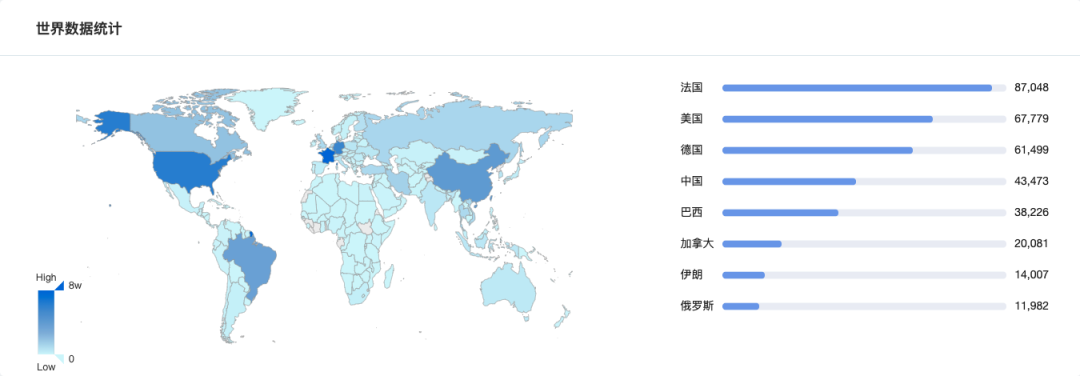 世界数据统计
High
8w
0
Low
法国 87,048
美国 67,779
德国 61,499
中国 43,473
巴西 38,226
加拿大 20,081
伊朗 14,007
俄罗斯 11,982